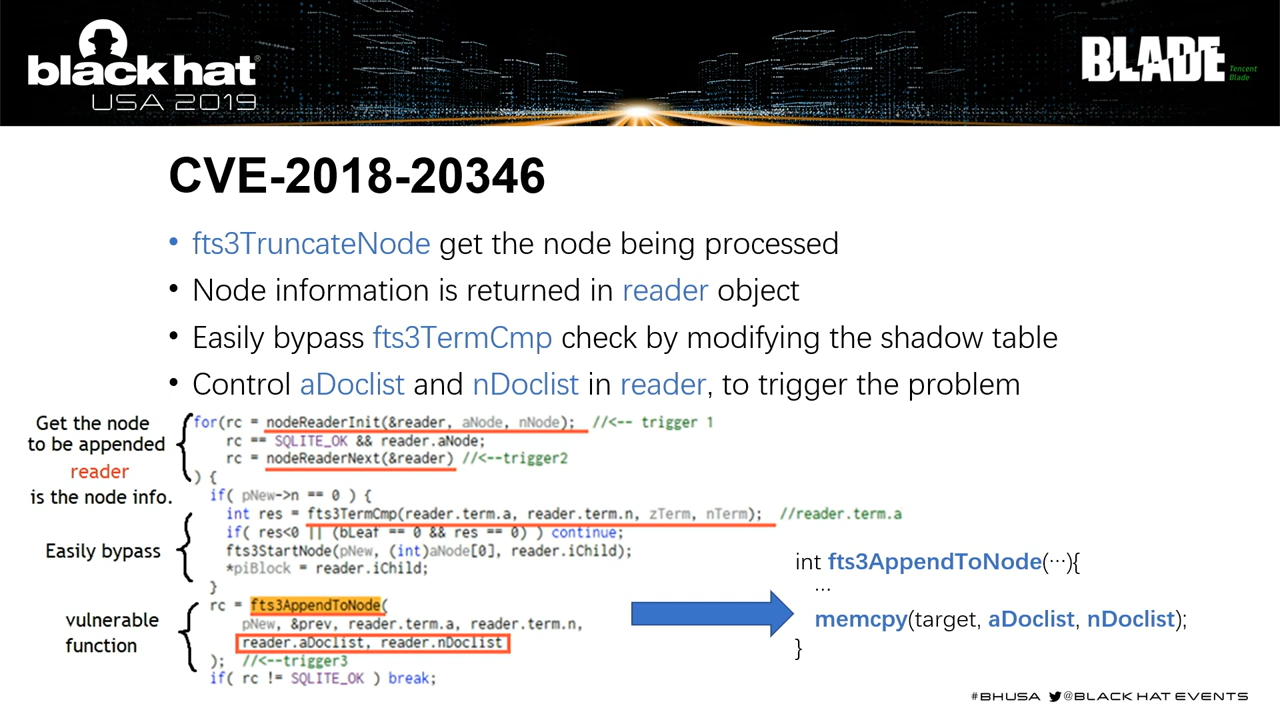 black hat®
USA 2019
BLADE
Tencent
Blade
CVE-2018-20346
• fts3TruncateNode get the node being processed
• Node information is returned in reader object
• Easily bypass fts3TermCmp check by modifying the shadow table
• Control aDoclist and nDoclist in reader, to trigger the problem
Get the node
to be appended
reader
is the node info.
Easily bypass
vulnerable
function
for(rc = nodeReaderInit(&reader, aNode, nNode); //<-- trigger 1
rc == SQLITE_OK && reader.aNode;
rc = nodeReaderNext(&reader) //<--trigger2
) {
if( pNew->n == 0 ) {
int res = fts3TermCmp(reader.term.a, reader.term.n, zTerm, nTerm); //reader.term.a
if( res<0 || (bLeaf == 0 && res == 0) ) continue;
fts3StartNode(pNew, (int)aNode[0], reader.iChild);
*piBlock = reader.iChild;
}
rc = fts3AppendToNode(
pNew, &prev, reader.term.a, reader.term.n,
reader.aDoclist, reader.nDoclist
); //<--trigger3
if( rc != SQLITE_OK ) break;
int fts3AppendToNode(···){
...
memcpy(target, aDoclist, nDoclist);
}
#BHUSA @BLACK HAT EVENTS